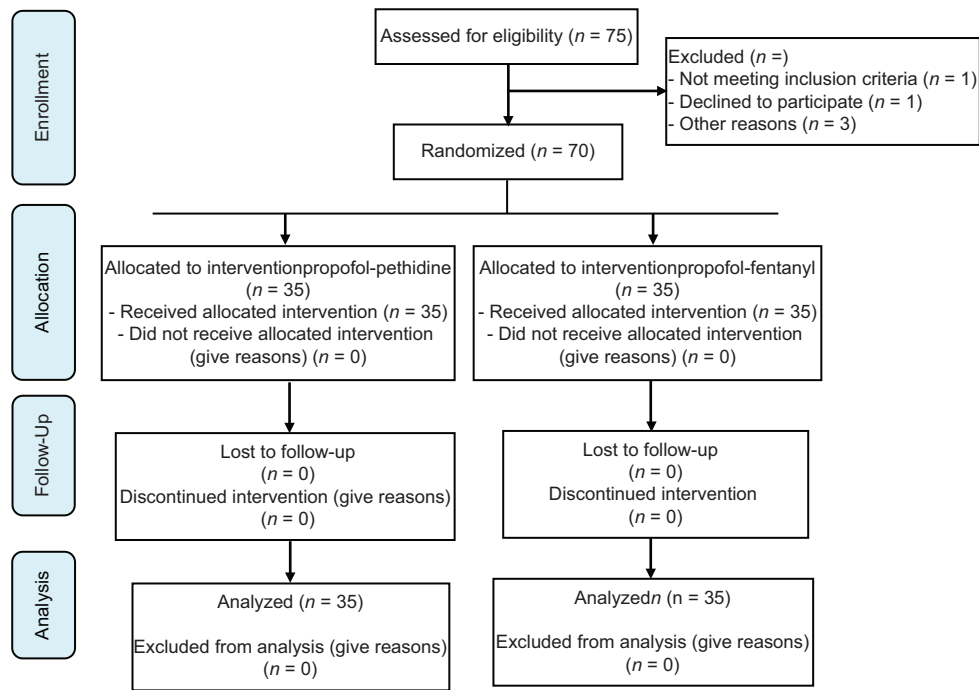 Enrollment
Assessed for eligibility (n = 75)
Excluded (n =)
- Not meeting inclusion criteria (n = 1)
- Declined to participate (n = 1)
- Other reasons (n = 3)
Randomized (n = 70)
Allocation
Allocated to interventionpropofol-pethidine
(n = 35)
- Received allocated intervention (n = 35)
- Did not receive allocated intervention
(give reasons) (n = 0)
Allocated to interventionpropofol-fentanyl
(n = 35)
- Received allocated intervention (n = 35)
- Did not receive allocated intervention
(give reasons) (n = 0)
Follow-Up
Lost to follow-up
(n = 0)
Discontinued intervention (give reasons)
(n = 0)
Lost to follow-up
(n = 0)
Discontinued intervention
(n = 0)
Analysis
Analyzed (n = 35)
Excluded from analysis (give reasons)
(n = 0)
Analyzedn (n = 35)
Excluded from analysis (give reasons)
(n = 0)